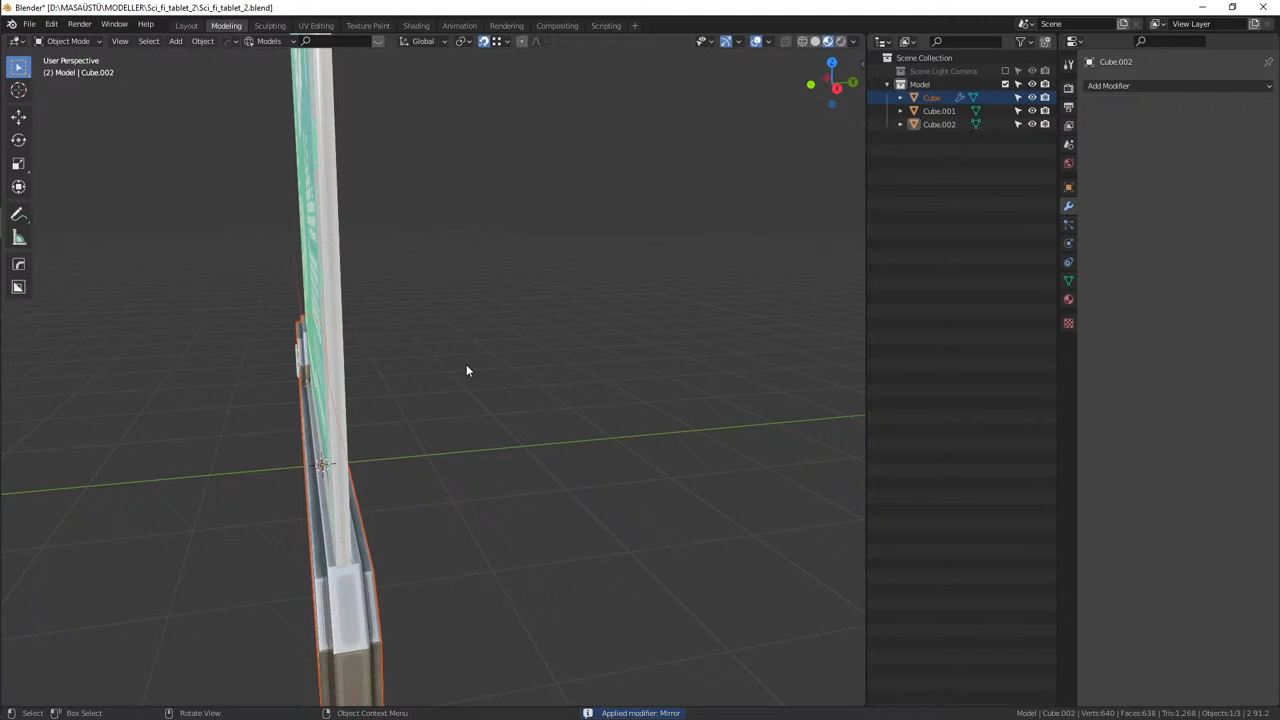 Blender* [D:\MASAÜSTÜ\MODELLER\Sci_fi_tablet_2\Sci_fi_tablet_2.blend]
File Edit Render Window Help Layout Modeling Sculpting UV Editing Texture Paint Shading Animation Rendering Compositing Scripting Scene View Layer
Object Mode View Select Add Object Models Global
User Perspective
(2) Model | Cube.002
Z
Y
X
Scene Collection
Scene Light Camera
Model
Cube
Cube.001
Cube.002
Cube.002
Add Modifier
Select Box Select Rotate View Object Context Menu Applied modifier: Mirror Model | Cube.002 Verts:640 | Faces:638 | Tris:1,268 | Objects:1/3 | 2.91.2